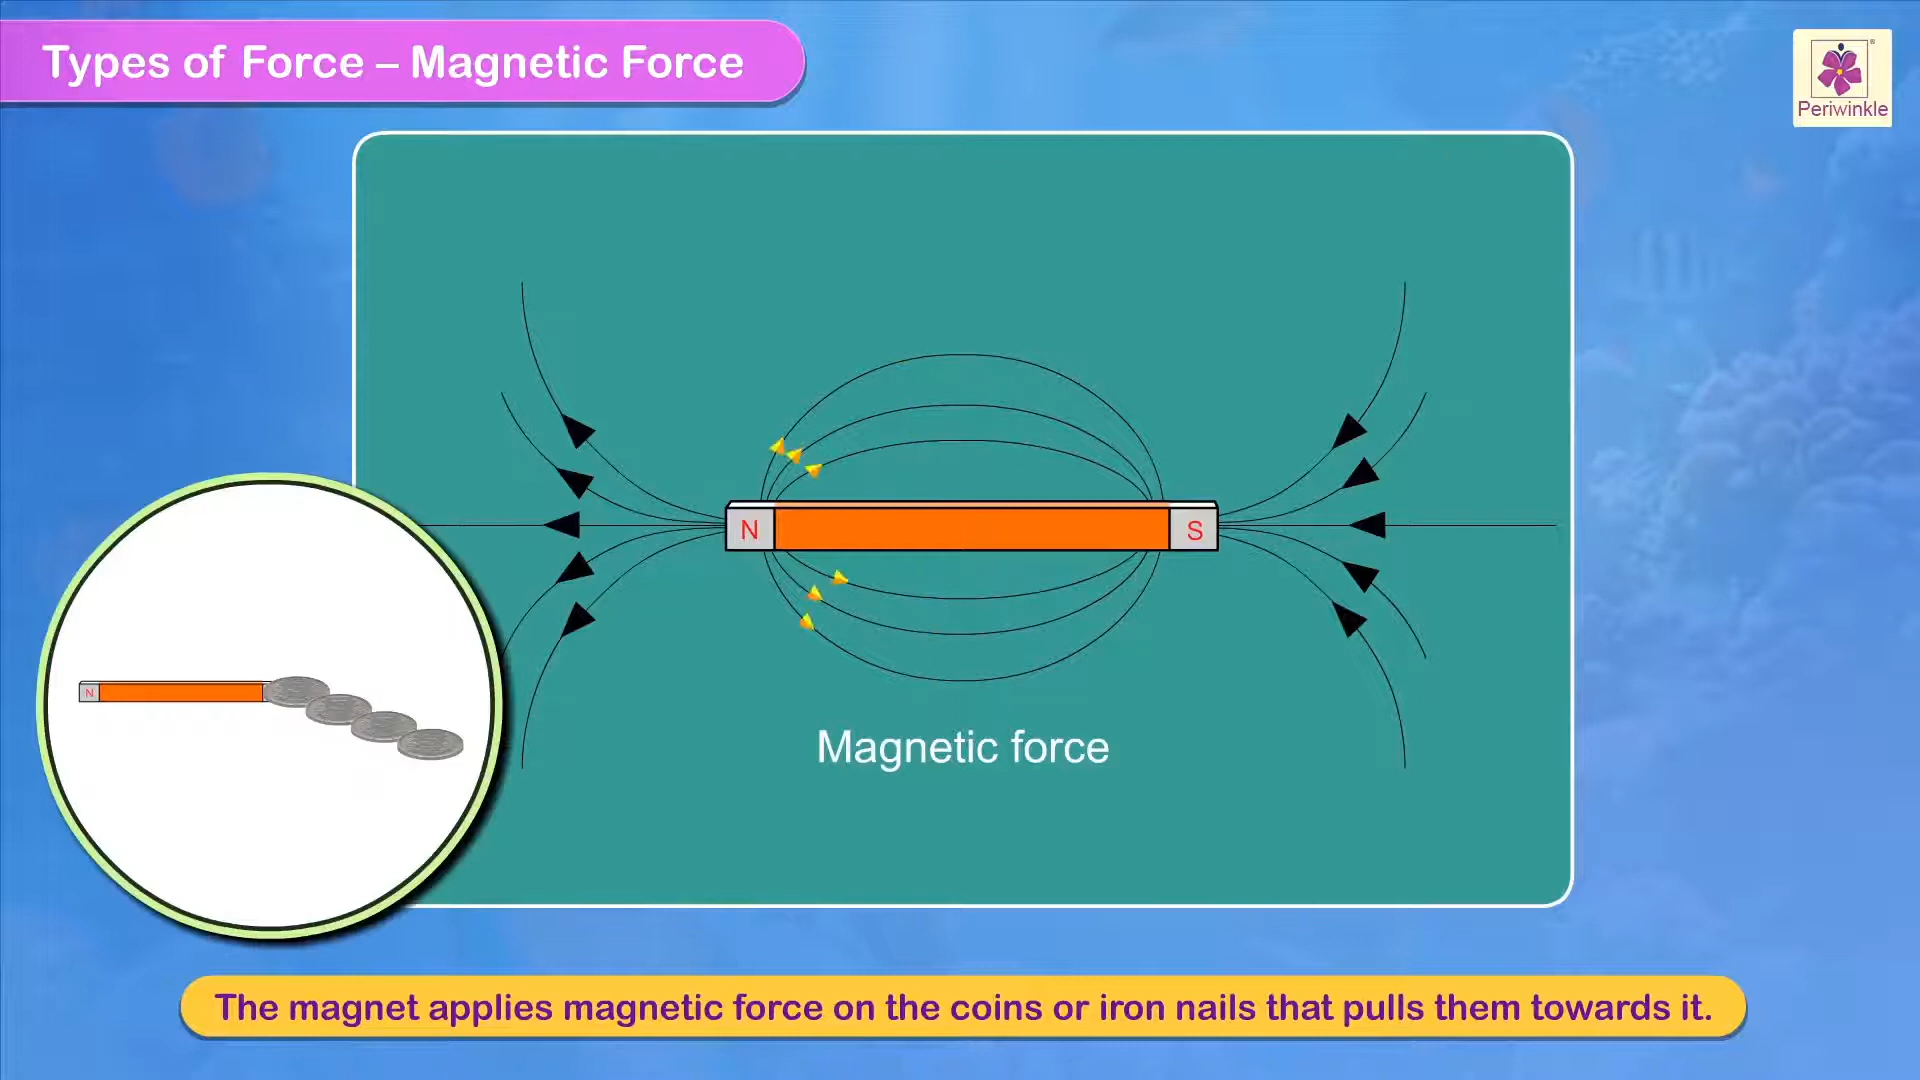 Types of Force – Magnetic Force
Periwinkle
N
S
N
Magnetic force
The magnet applies magnetic force on the coins or iron nails that pulls them towards it.